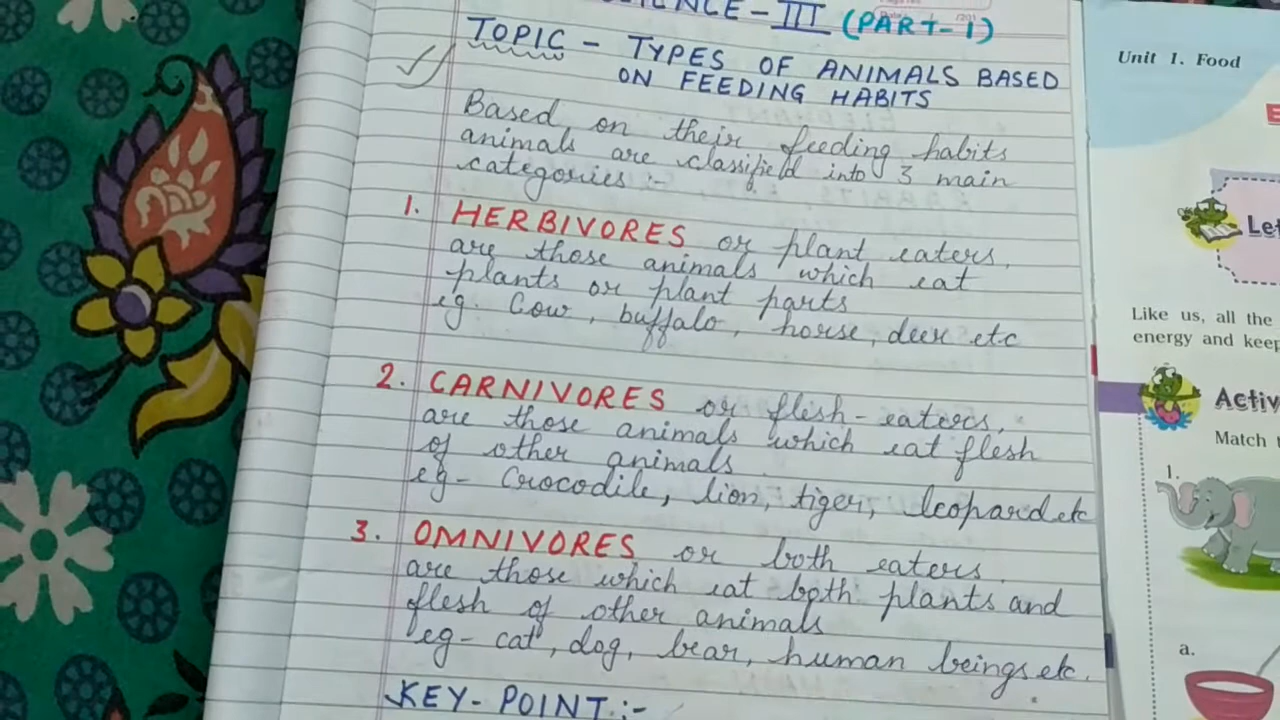 SCIENCE-III (PART-1)
TOPIC - TYPES OF ANIMALS BASED
ON FEEDING HABITS
Based on their feeding habits
animals are classified into 3 main
categories :-
1. HERBIVORES or plant eaters,
are those animals which eat
plants or plant parts
eg. Cow, buffalo, horse, deer etc
2. CARNIVORES or flesh-eaters,
are those animals which eat flesh
of other animals
eg- Crocodile, lion, tiger, leopard etc
3. OMNIVORES or both eaters
are those which eat both plants and
flesh of other animals
eg- cat, dog, bear, human beings etc.
KEY-POINT:-
Unit 1. Food
E
Let
Like us, all the
energy and keep
Activ
Match t
1.
a.